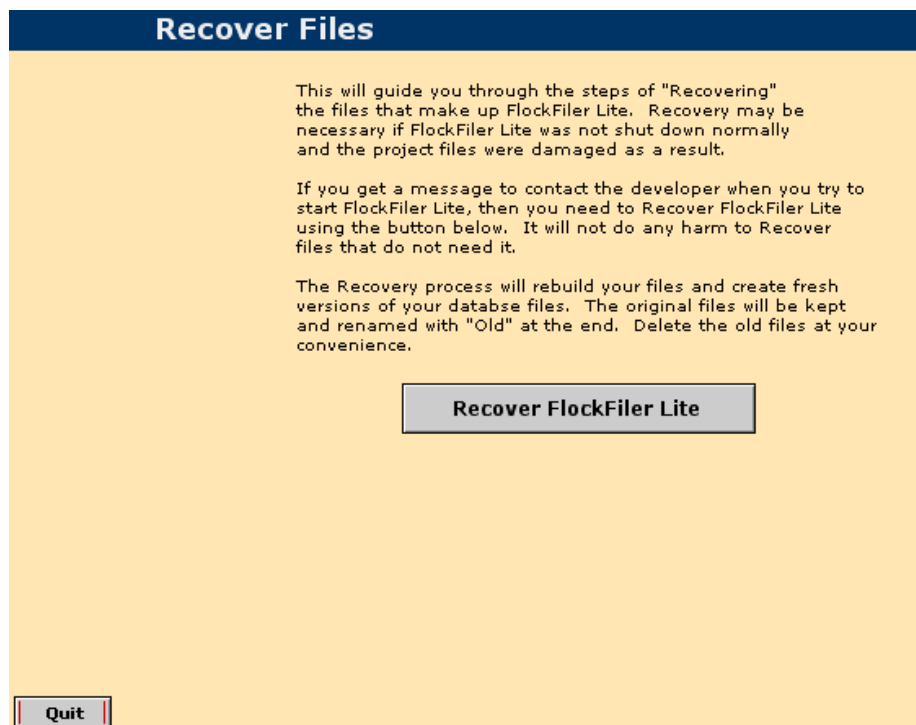 Recover Files
This will guide you through the steps of "Recovering"
the files that make up FlockFiler Lite.  Recovery may be
necessary if FlockFiler Lite was not shut down normally
and the project files were damaged as a result.
If you get a message to contact the developer when you try to
start FlockFiler Lite, then you need to Recover FlockFiler Lite
using the button below.  It will not do any harm to Recover
files that do not need it.
The Recovery process will rebuild your files and create fresh
versions of your databse files.  The original files will be kept
and renamed with "Old" at the end.  Delete the old files at your
convenience.
Recover FlockFiler Lite
Quit